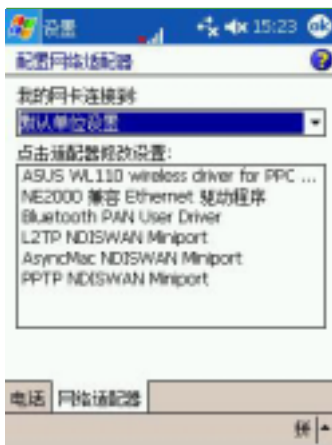 设置 15:23 ok
配置网络适配器
我的网卡连接到
默认单位设置
点击适配器修改设置:
ASUS WL110 wireless driver for PPC ...
NE2000 兼容 Ethernet 驱动程序
Bluetooth PAN User Driver
L2TP NDISWAN Miniport
AsyncMac NDISWAN Miniport
PPTP NDISWAN Miniport
电话 网络适配器
拼